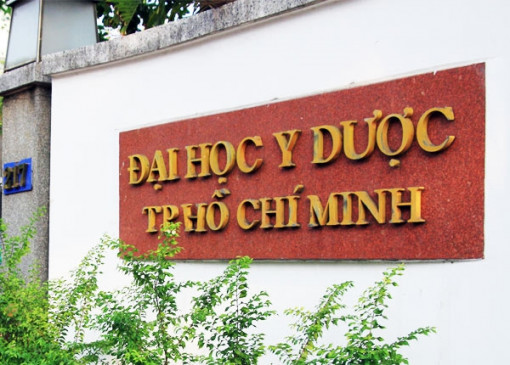 217
ĐẠI HỌC Y DƯỢC
TP. HỒ CHÍ MINH